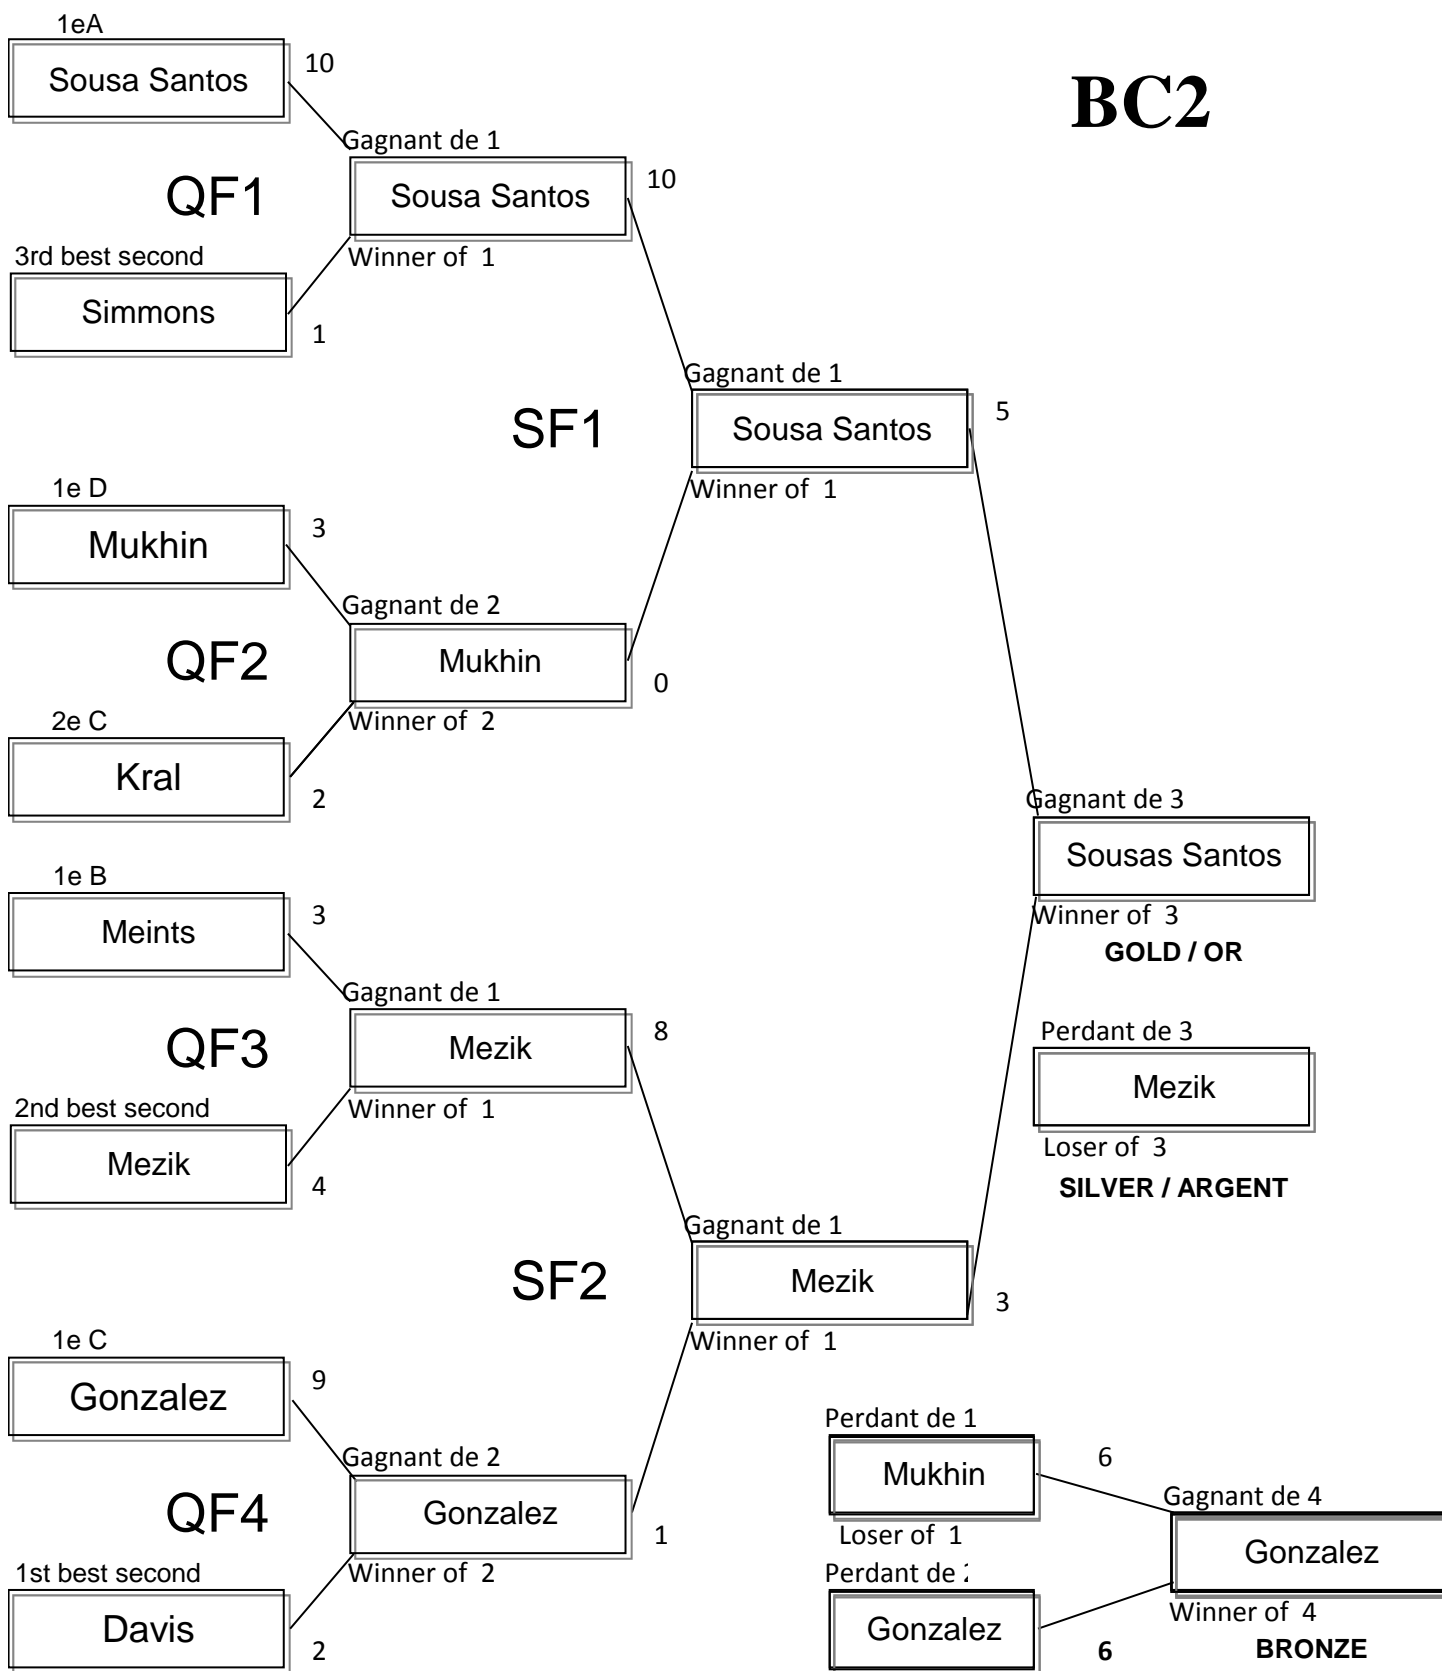 1eA
Sousa Santos
10
BC2
Gagnant de 1
QF1
Sousa Santos
10
3rd best second
Winner of 1
Simmons
1
Gagnant de 1
SF1
Sousa Santos
5
1e D
Winner of 1
Mukhin
3
Gagnant de 2
QF2
Mukhin
0
2e C
Winner of 2
Kral
2
Gagnant de 3
Sousas Santos
1e B
Winner of 3
Meints
3
GOLD / OR
Gagnant de 1
QF3
Mezik
8
Perdant de 3
Mezik
2nd best second
Winner of 1
Loser of 3
Mezik
4
SILVER / ARGENT
Gagnant de 1
SF2
Mezik
3
1e C
Winner of 1
Gonzalez
9
Perdant de 1
Gagnant de 2
Mukhin
6
QF4
Gonzalez
1
Gagnant de 4
Loser of 1
Gonzalez
1st best second
Winner of 2
Perdant de 2
Winner of 4
Davis
2
Gonzalez
6
BRONZE